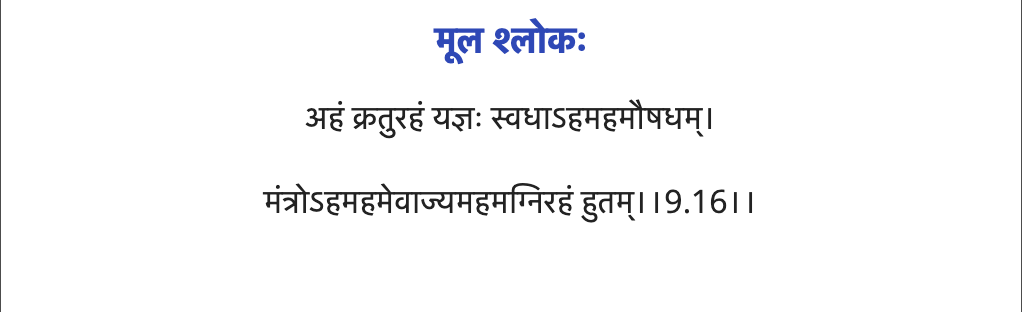 मूल श्लोकः
अहं क्रतुरहं यज्ञः स्वधाऽहमहमौषधम्।
मंत्रोऽहमहमेवाज्यमहमग्निरहं हुतम्।।9.16।।